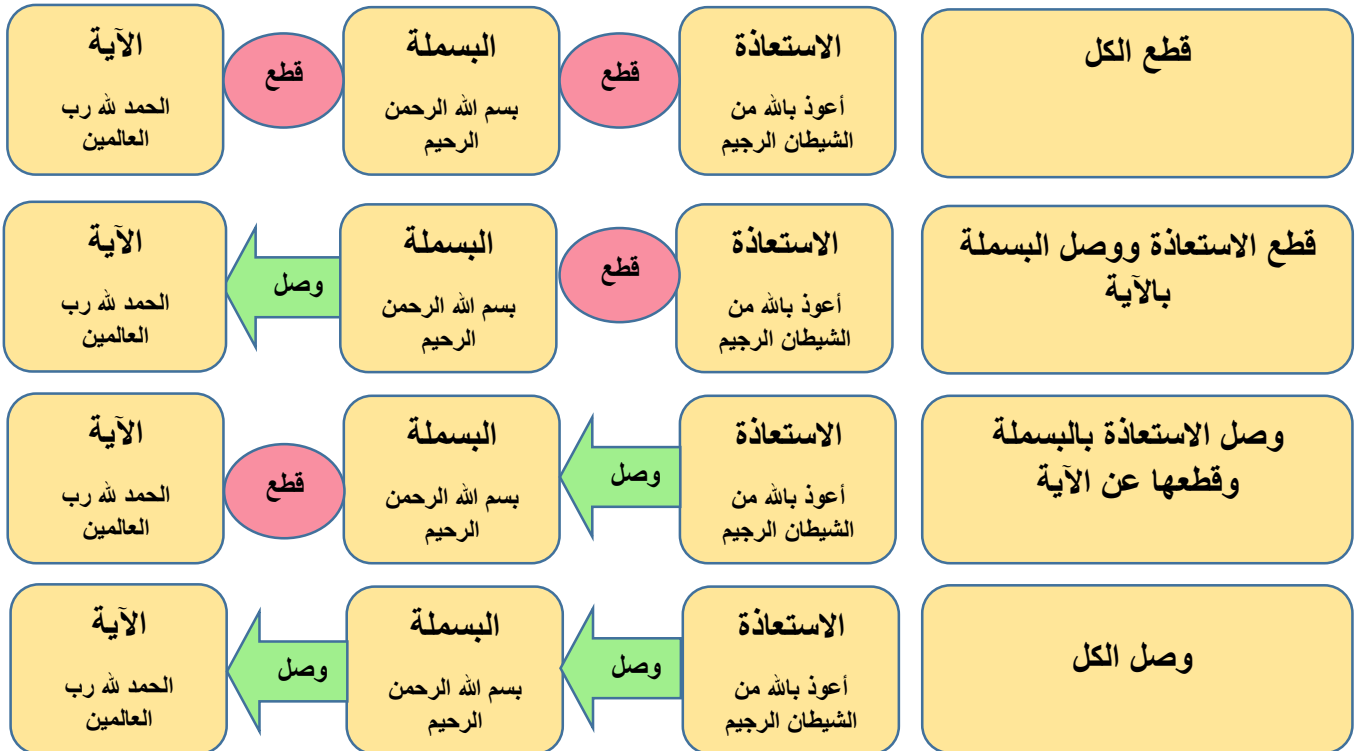 قطع الكل
الاستعاذة
أعوذ بالله من
الشيطان الرجيم
قطع
البسملة
بسم الله الرحمن
الرحيم
قطع
الآية
الحمد لله رب
العالمين
قطع الاستعاذة ووصل البسملة
بالآية
الاستعاذة
أعوذ بالله من
الشيطان الرجيم
قطع
البسملة
بسم الله الرحمن
الرحيم
وصل
الآية
الحمد لله رب
العالمين
وصل الاستعاذة بالبسملة
وقطعها عن الآية
الاستعاذة
أعوذ بالله من
الشيطان الرجيم
وصل
البسملة
بسم الله الرحمن
الرحيم
قطع
الآية
الحمد لله رب
العالمين
وصل الكل
الاستعاذة
أعوذ بالله من
الشيطان الرجيم
وصل
البسملة
بسم الله الرحمن
الرحيم
وصل
الآية
الحمد لله رب
العالمين